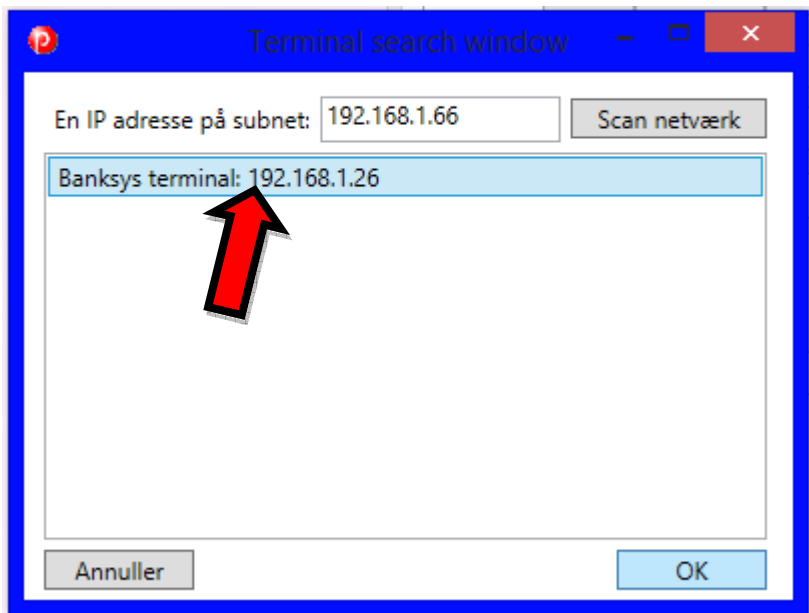 Terminal search window
En IP adresse på subnet: 192.168.1.66 Scan netværk
Banksys terminal: 192.168.1.26
Annuller OK